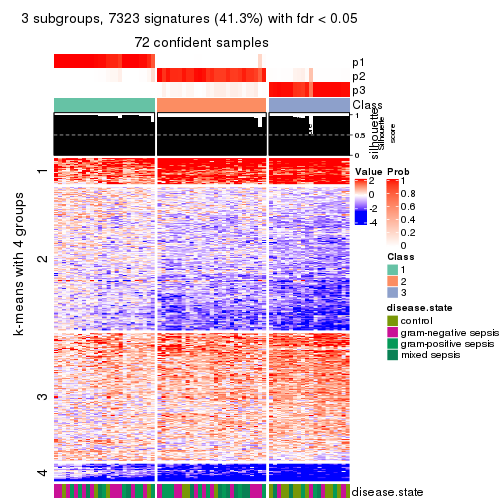 3 subgroups, 7323 signatures (41.3%) with fdr < 0.05
72 confident samples
p1
p2
p3
Class
1
0.5
0
silhouette
Silhouette
score
k-means with 4 groups
1
2
3
4
Value
2
0
-2
-4
Prob
1
0.8
0.6
0.4
0.2
0
Class
1
2
3
disease.state
control
gram-negative sepsis
gram-positive sepsis
mixed sepsis
disease.state